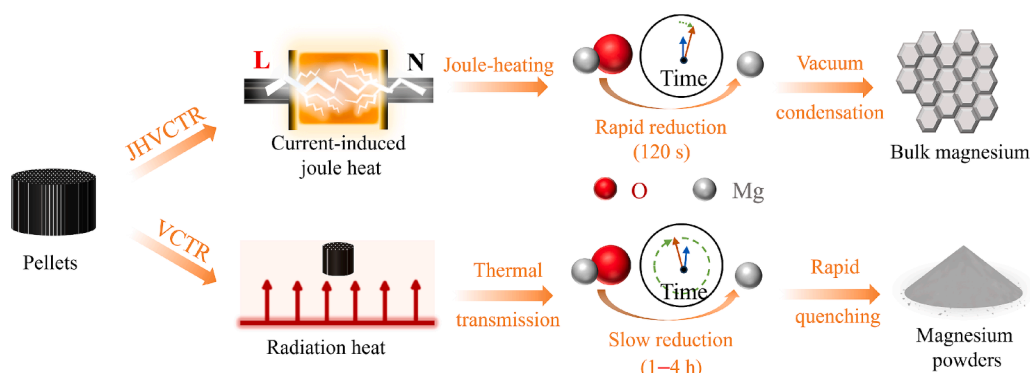 Pellets
JHVCTR
L
N
Current-induced
joule heat
Joule-heating
Time
Rapid reduction
(120 s)
Vacuum
condensation
Bulk magnesium
O
Mg
VCTR
Radiation heat
Thermal
transmission
Time
Slow reduction
(1–4 h)
Rapid
quenching
Magnesium
powders